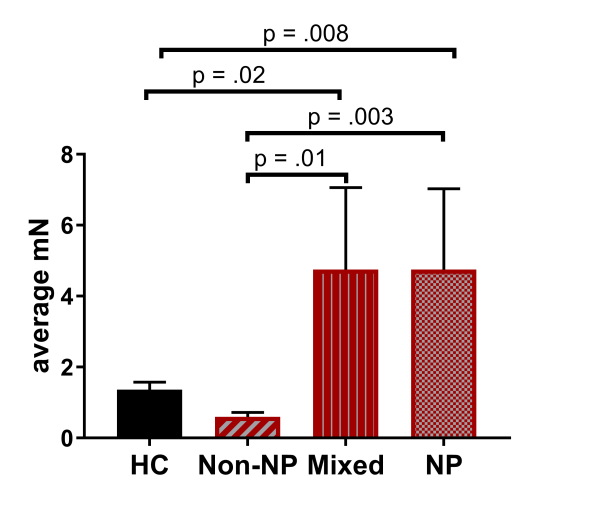 p = .008
p = .02
p = .003
p = .01
8
6
4
2
0
average mN
HC Non-NP Mixed NP